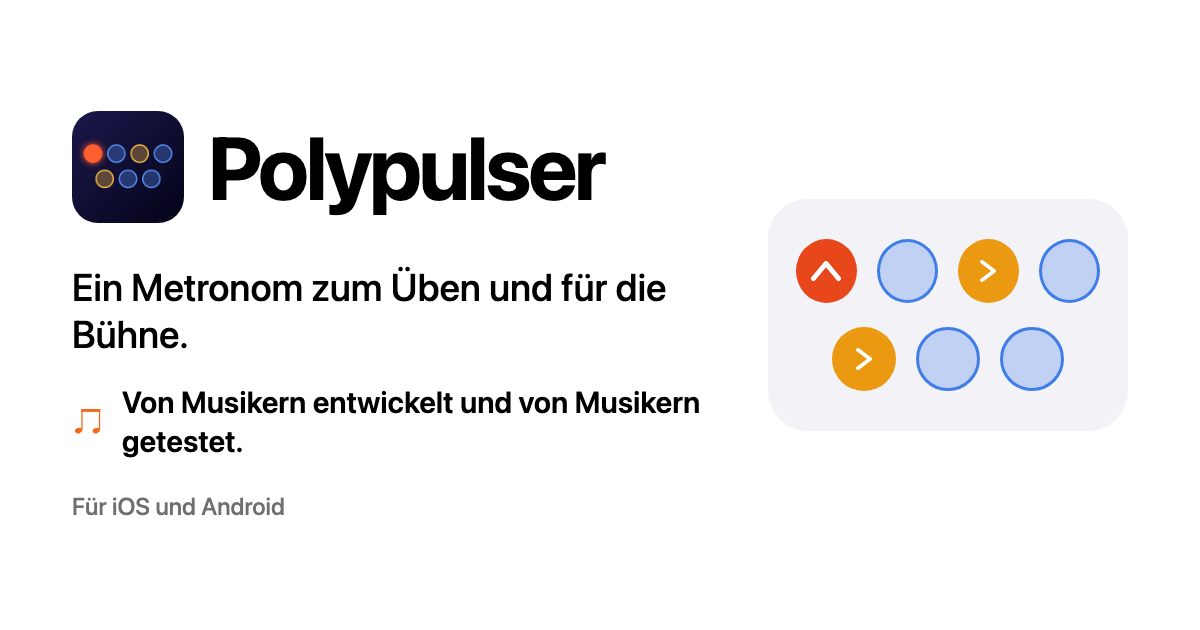 Polypulser
Ein Metronom zum Üben und für die
Bühne.
Von Musikern entwickelt und von Musikern
getestet.
Für iOS und Android